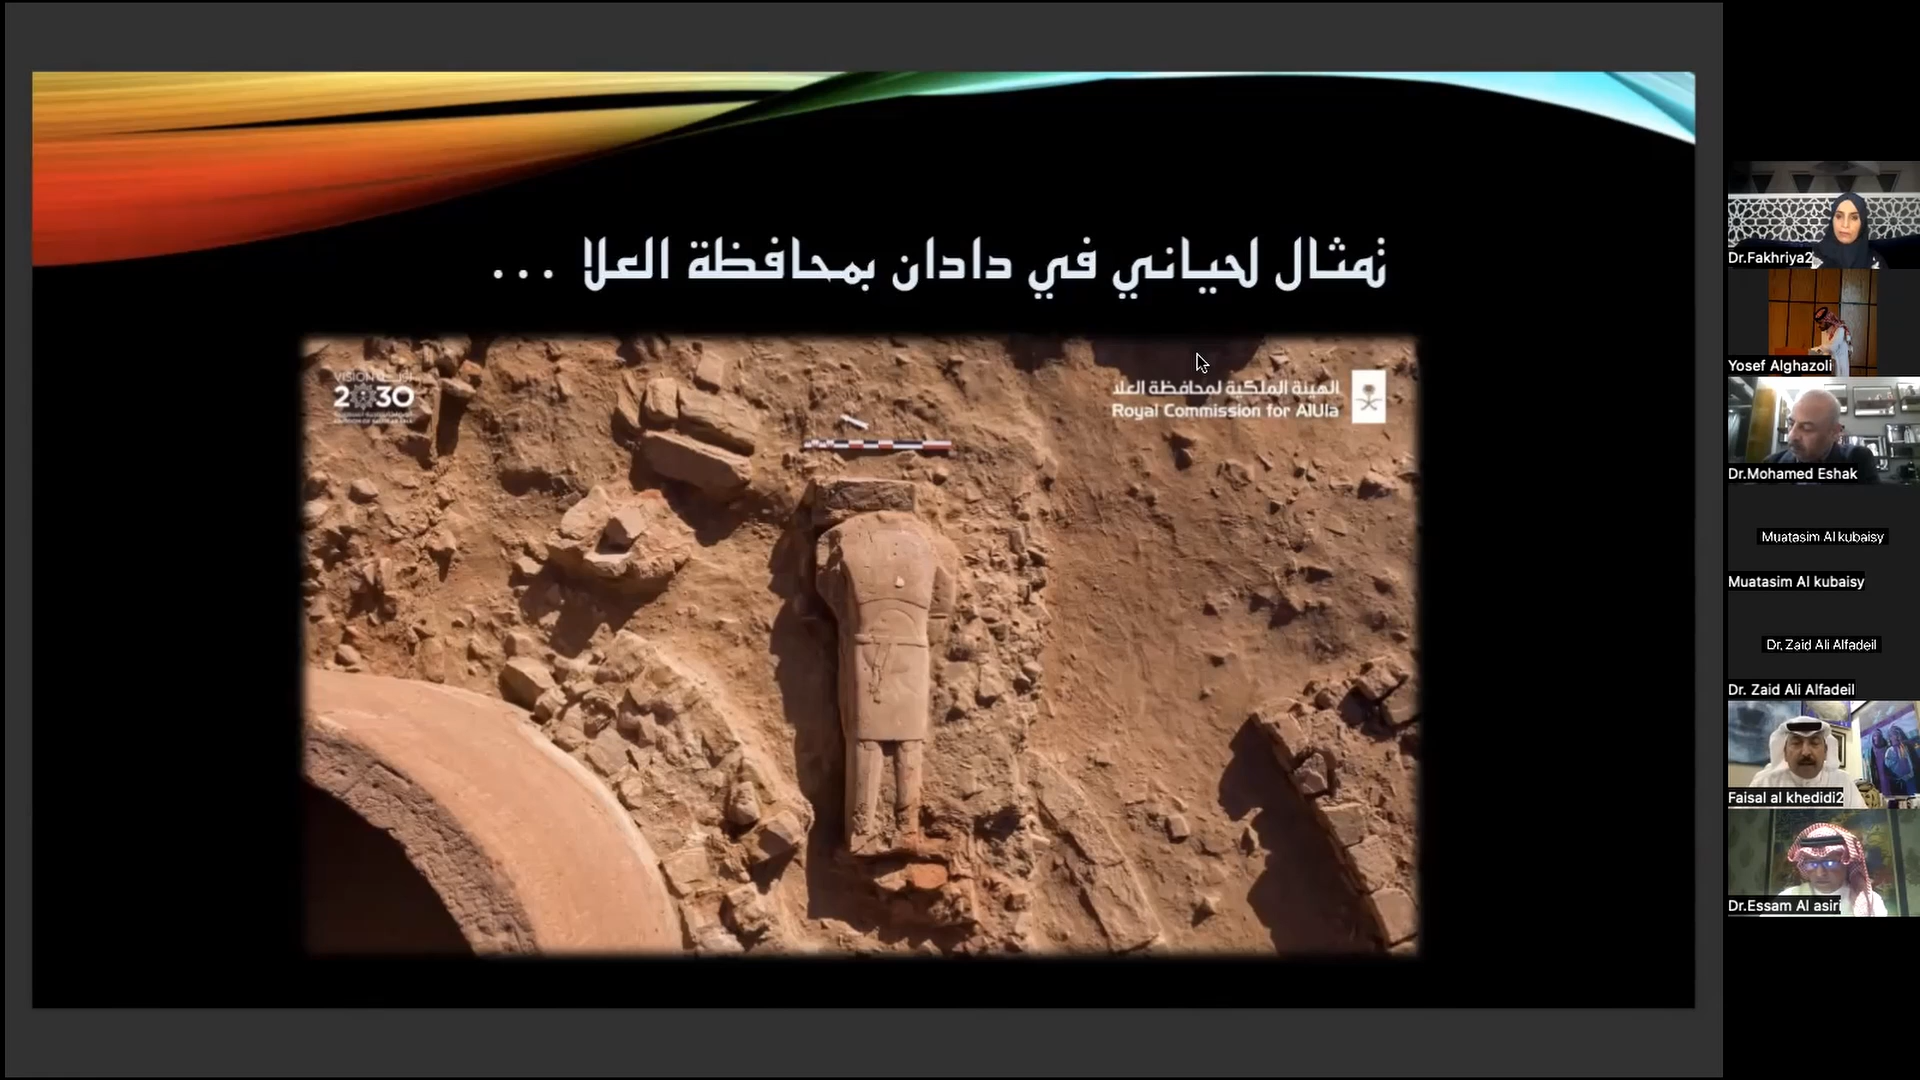 تمثال لحياني في دادان بمحافظة العلا ...
VISION رؤيـــة
2030
الهيئة الملكية لمحافظة العلا
Royal Commission for AlUla
Dr.Fakhriya2
Yosef Alghazoli
Dr.Mohamed Eshak
Muatasim Al kubaisy
Muatasim Al kubaisy
Dr. Zaid Ali Alfadeil
Dr. Zaid Ali Alfadeil
Faisal al khedidi2
Dr.Essam Al asiri